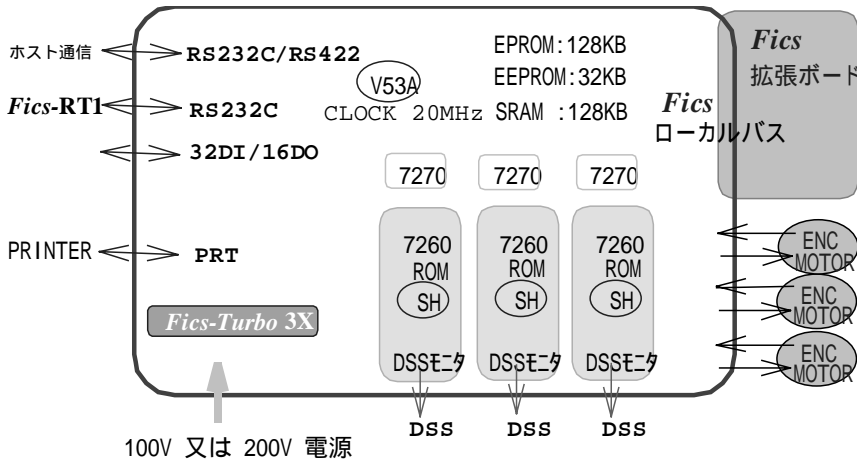 ホスト通信
RS232C/RS422
EPROM:128KB
EEPROM:32KB
SRAM :128KB
V53A
CLOCK 20MHz
Fics
拡張ボード
Fics
ローカルバス
Fics-RT1
RS232C
32DI/16DO
PRINTER
PRT
Fics-Turbo 3X
7270
7270
7270
7260
ROM
SH
DSSモニタ
7260
ROM
SH
DSSモニタ
7260
ROM
SH
DSSモニタ
ENC
MOTOR
ENC
MOTOR
ENC
MOTOR
DSS
DSS
DSS
100V 又は 200V 電源